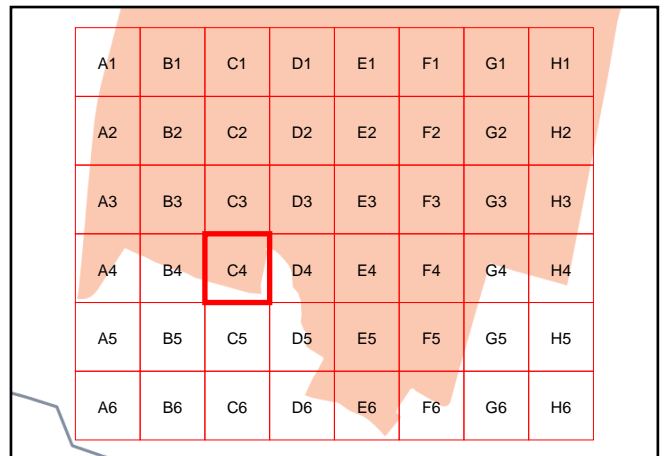 A1 B1 C1 D1 E1 F1 G1 H1
A2 B2 C2 D2 E2 F2 G2 H2
A3 B3 C3 D3 E3 F3 G3 H3
A4 B4 C4 D4 E4 F4 G4 H4
A5 B5 C5 D5 E5 F5 G5 H5
A6 B6 C6 D6 E6 F6 G6 H6